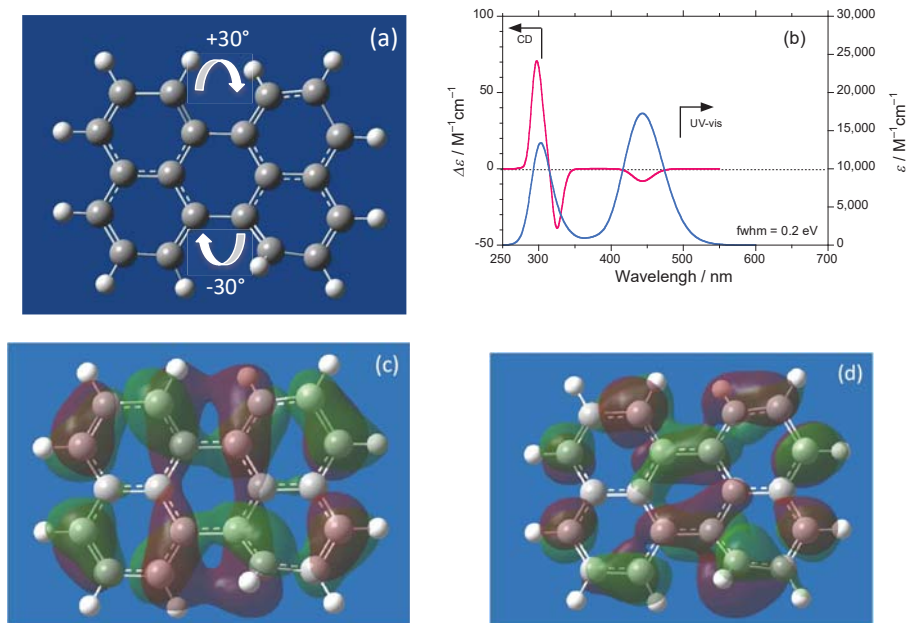 +30°
(a)
-30°
(b)
100
50
0
-50
Δε / M⁻¹cm⁻¹
CD
UV-vis
30,000
25,000
20,000
15,000
10,000
5,000
0
ε / M⁻¹cm⁻¹
fwhm = 0.2 eV
250 300 400 500 600 700
Wavelengh / nm
(c)
(d)